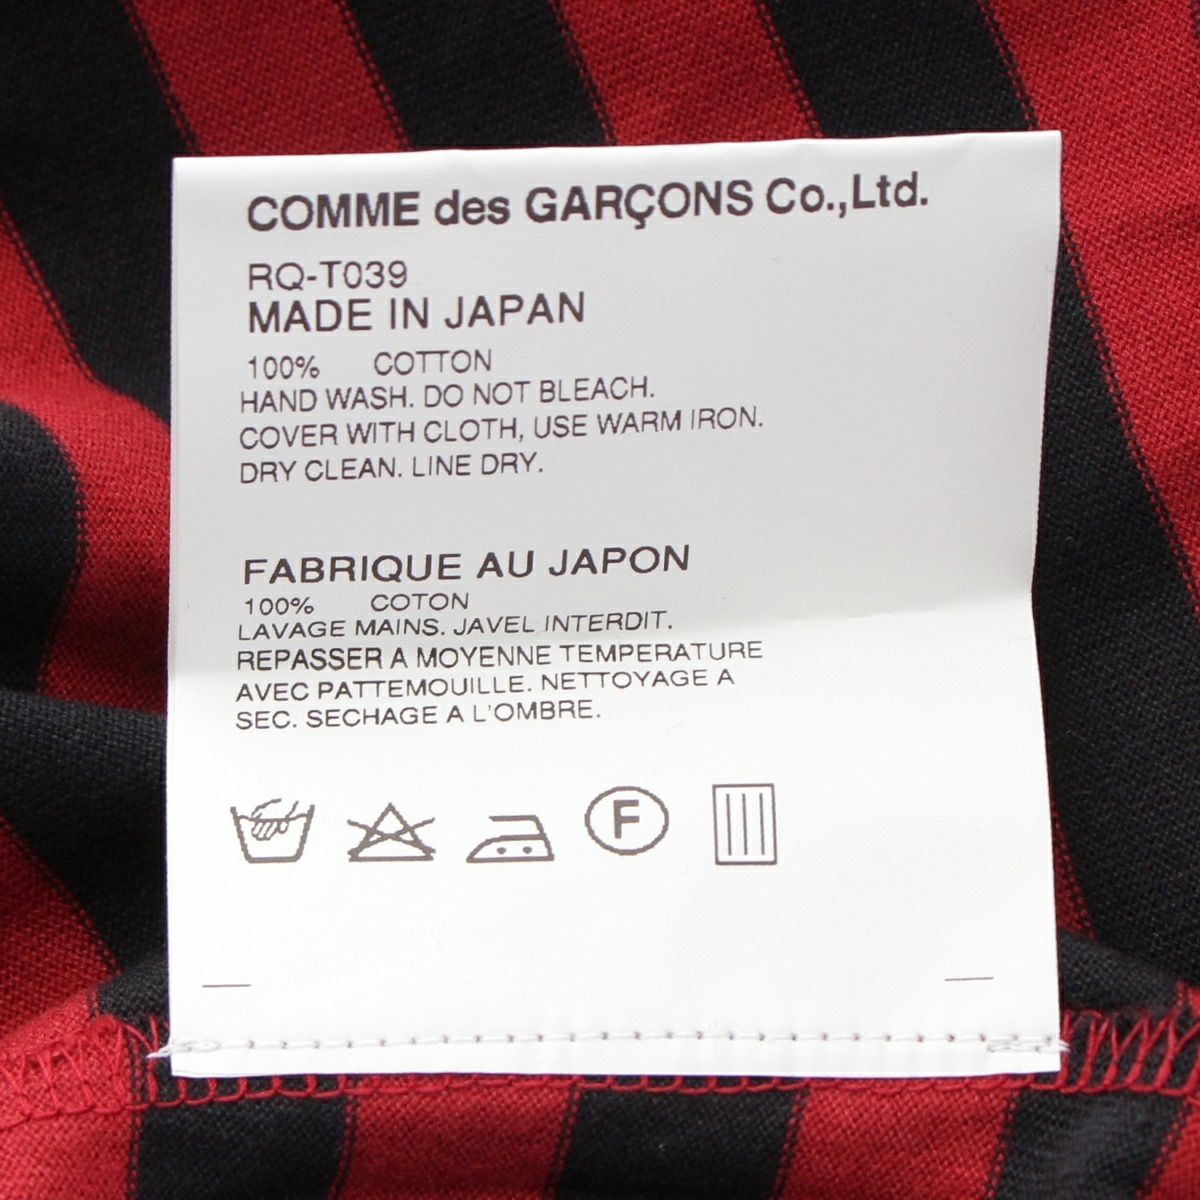 COMME des GARÇONS Co.,Ltd.
RQ-T039
MADE IN JAPAN
100% COTTON
HAND WASH. DO NOT BLEACH.
COVER WITH CLOTH, USE WARM IRON.
DRY CLEAN. LINE DRY.
FABRIQUE AU JAPON
100% COTON
LAVAGE MAINS. JAVEL INTERDIT.
REPASSER A MOYENNE TEMPERATURE
AVEC PATTEMOUILLE. NETTOYAGE A
SEC. SECHAGE A L'OMBRE.
F